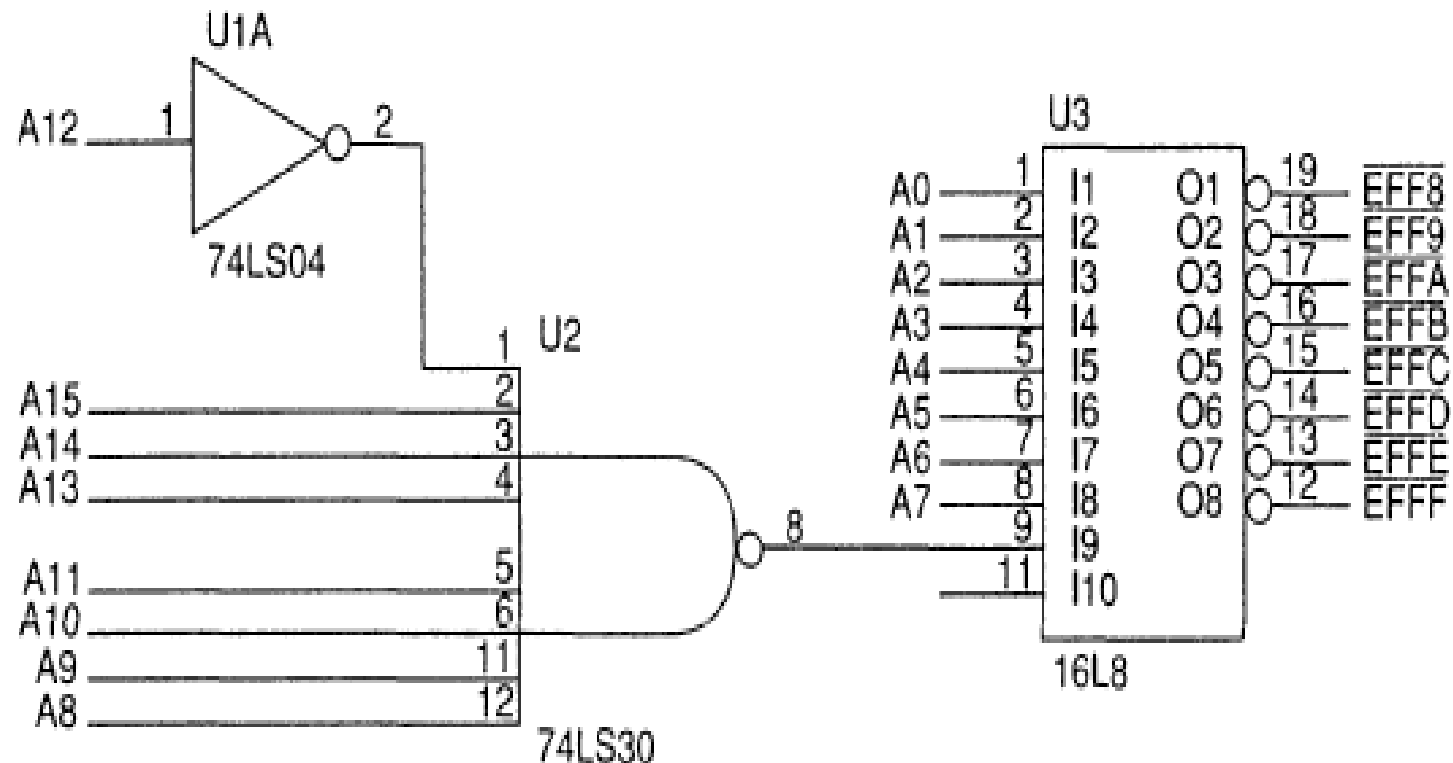 U1A
A12
1
2
74LS04
U2
1
A15
2
A14
3
A13
4
A11
5
A10
6
A9
11
A8
12
8
74LS30
U3
A0 1 I1 O1 19 EFF8
A1 2 I2 O2 18 EFF9
A2 3 I3 O3 17 EFFA
A3 4 I4 O4 16 EFFB
A4 5 I5 O5 15 EFFC
A5 6 I6 O6 14 EFFD
A6 7 I7 O7 13 EFFE
A7 8 I8 O8 12 EFFF
9 I9
11 I10
16L8